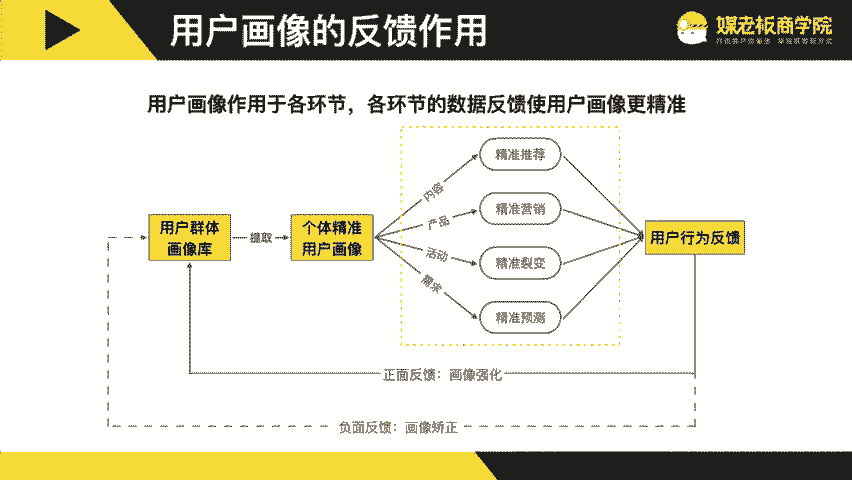 用户画像的反馈作用
媒老板商学院
用户画像作用于各环节，各环节的数据反馈使用户画像更精准
精准推荐
内容
精准营销
产品
用户群体
画像库
提取
个体精准
用户画像
用户行为反馈
活动
精准裂变
需求
精准预测
正面反馈：画像强化
负面反馈：画像矫正